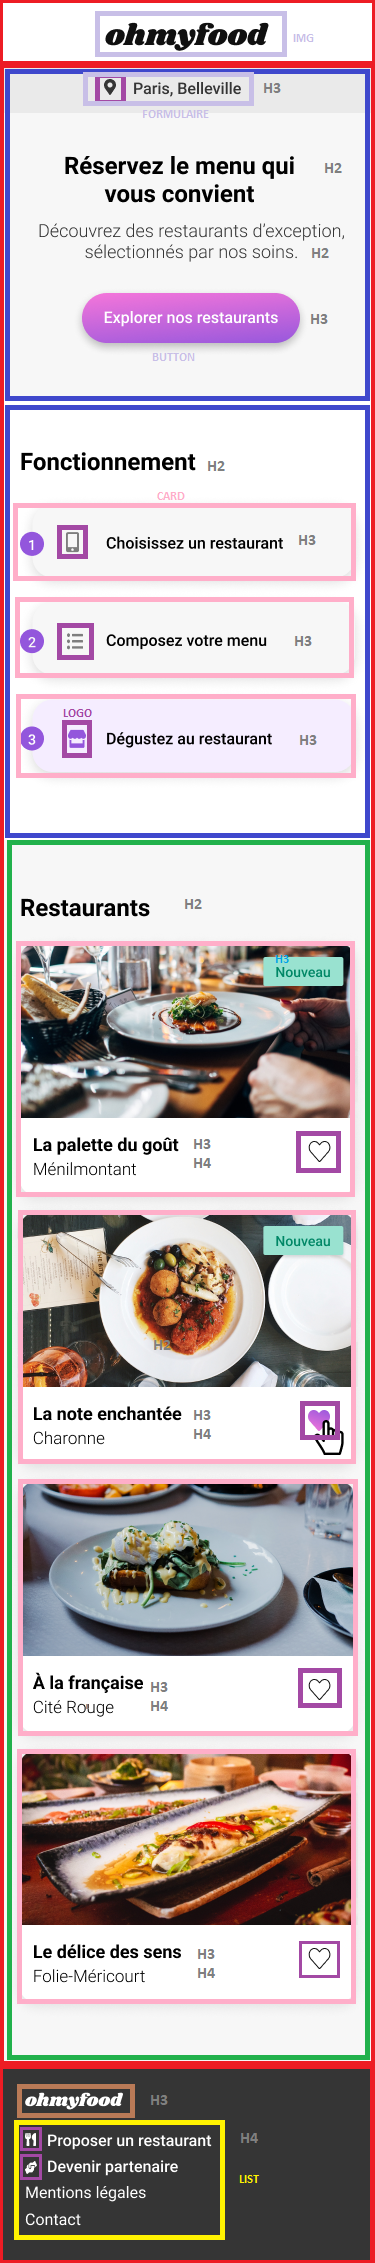 ohmyfood
IMG
Paris, Belleville
H3
FORMULAIRE
Réservez le menu qui
H2
vous convient
Découvrez des restaurants d'exception,
sélectionnés par nos soins.
H2
Explorer nos restaurants
H3
BUTTON
Fonctionnement
H2
CARD
1
Choisissez un restaurant
H3
2
Composez votre menu
H3
LOGO
3
Dégustez au restaurant
H3
Restaurants
H2
H3
Nouveau
La palette du goût
H3
Ménilmontant
H4
Nouveau
H2
La note enchantée
H3
Charonne
H4
À la française
H3
Cité Rouge
H4
Le délice des sens
H3
Folie-Méricourt
H4
ohmyfood
H3
Proposer un restaurant
H4
Devenir partenaire
LIST
Mentions légales
Contact